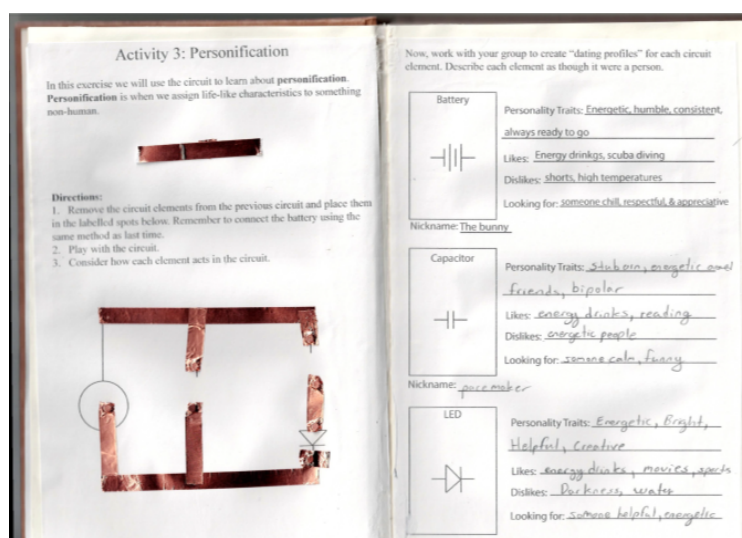 Activity 3: Personification
In this exercise we will use the circuit to learn about personification.
Personification is when we assign life-like characteristics to something
non-human.
Directions:
1. Remove the circuit elements from the previous circuit and place them
in the labelled spots below. Remember to connect the battery using the
same method as last time.
2. Play with the circuit.
3. Consider how each element acts in the circuit.
Now, work with your group to create "dating profiles" for each circuit
element. Describe each element as though it were a person.
Battery
Personality Traits: Energetic, humble, consistent,
always ready to go
Likes: Energy drinkgs, scuba diving
Dislikes: shorts, high temperatures
Looking for: someone chill, respectful, & appreciative
Nickname: The bunny
Capacitor
Personality Traits: Stuborn, energetic
friends, bipolar
Likes: energy drinks, reading
Dislikes: energetic people
Looking for: somone calm, funny
Nickname: pacemaker
LED
Personality Traits: Energetic, Bright,
Helpful, Creative
Likes: energy drinks, movies, sports
Dislikes: Darkness, water
Looking for: Somone helpful, energetic